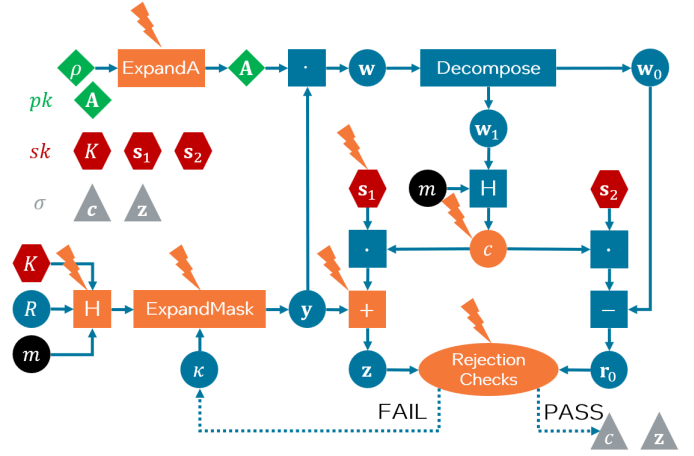 ρ ExpandA A · w Decompose w₀
pk A
w₁
sk K s₁ s₂
s₁ m H s₂
σ c z
· c ·
K
R H ExpandMask y + −
m
κ z Rejection Checks r₀
FAIL PASS
c z